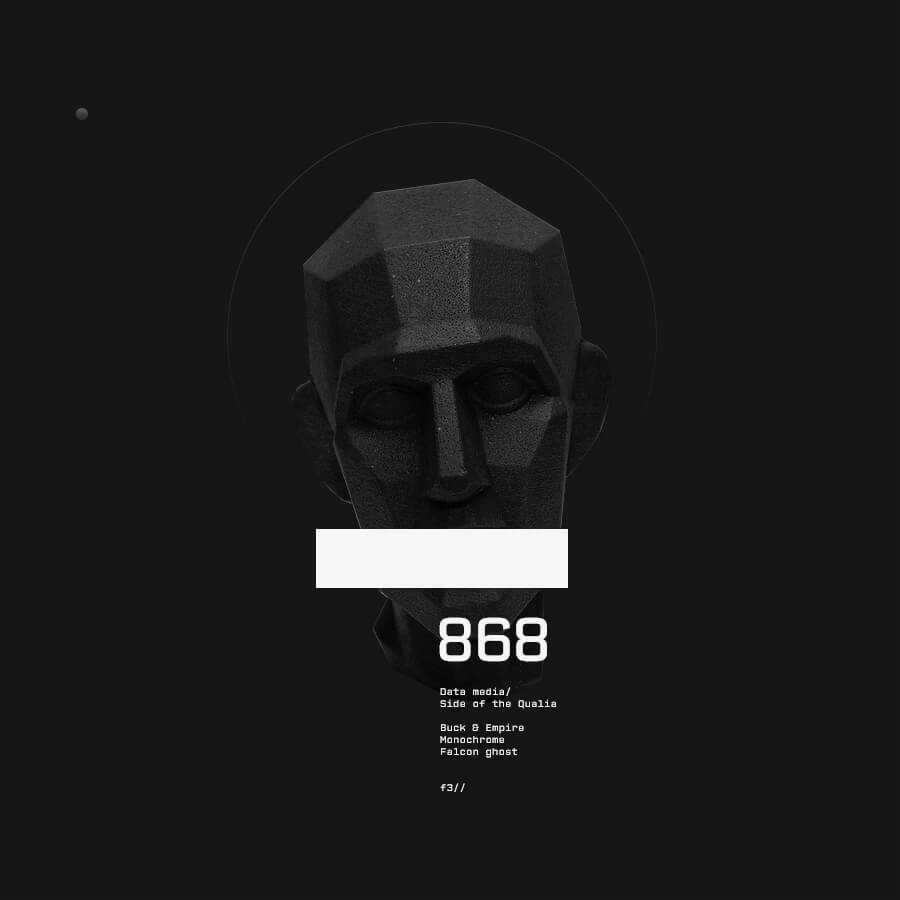 868
Data media/
Side of the Qualia
Buck & Empire
Monochrome
Falcon ghost
f3//